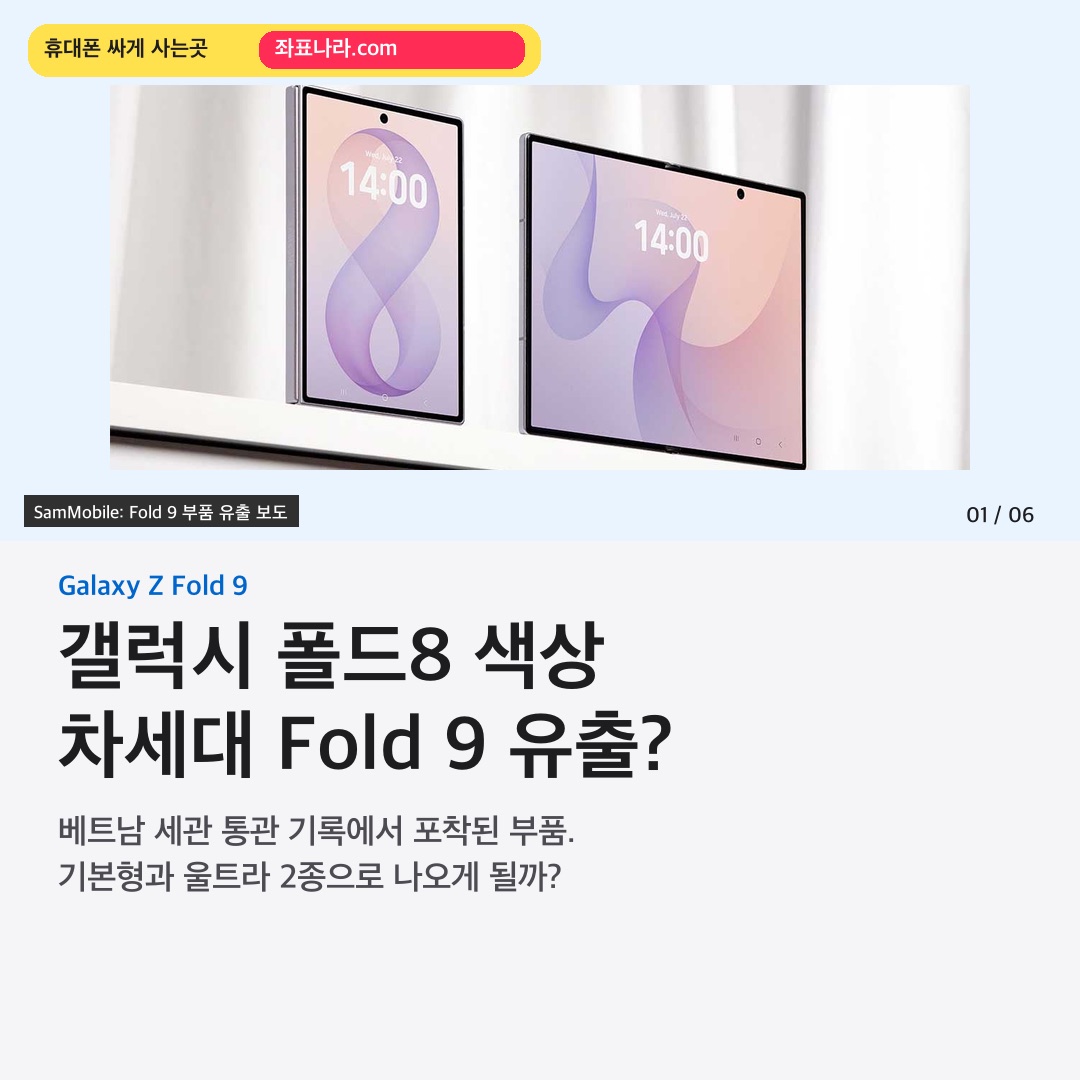 휴대폰 싸게 사는곳 좌표나라.com
Wed, July 22
14:00
Wed, July 22
14:00
SamMobile: Fold 9 부품 유출 보도
01 / 06
Galaxy Z Fold 9
갤럭시 폴드8 색상
차세대 Fold 9 유출?
베트남 세관 통관 기록에서 포착된 부품.
기본형과 울트라 2종으로 나오게 될까?